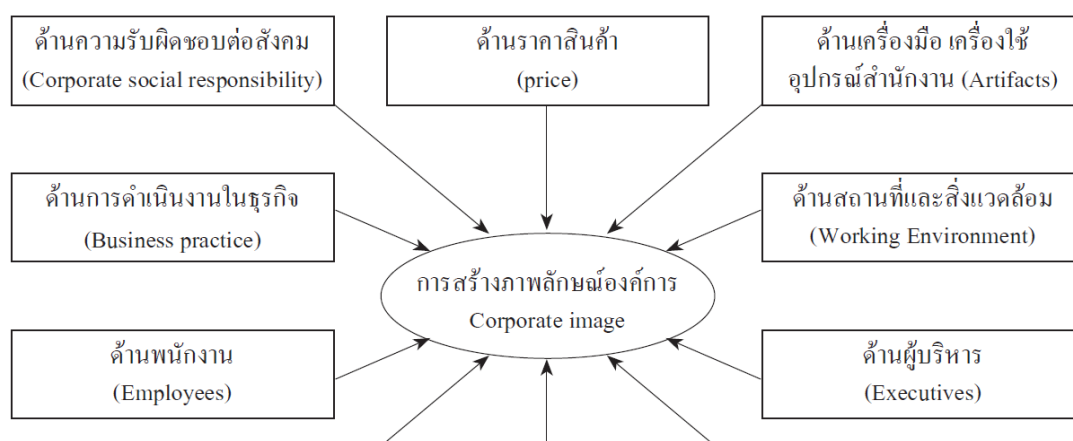 ด้านความรับผิดชอบต่อสังคม
(Corporate social responsibility)
ด้านราคาสินค้า
(price)
ด้านเครื่องมือ เครื่องใช้
อุปกรณ์สำนักงาน (Artifacts)
ด้านการดำเนินงานในธุรกิจ
(Business practice)
ด้านสถานที่และสิ่งแวดล้อม
(Working Environment)
การสร้างภาพลักษณ์องค์การ
Corporate image
ด้านพนักงาน
(Employees)
ด้านผู้บริหาร
(Executives)